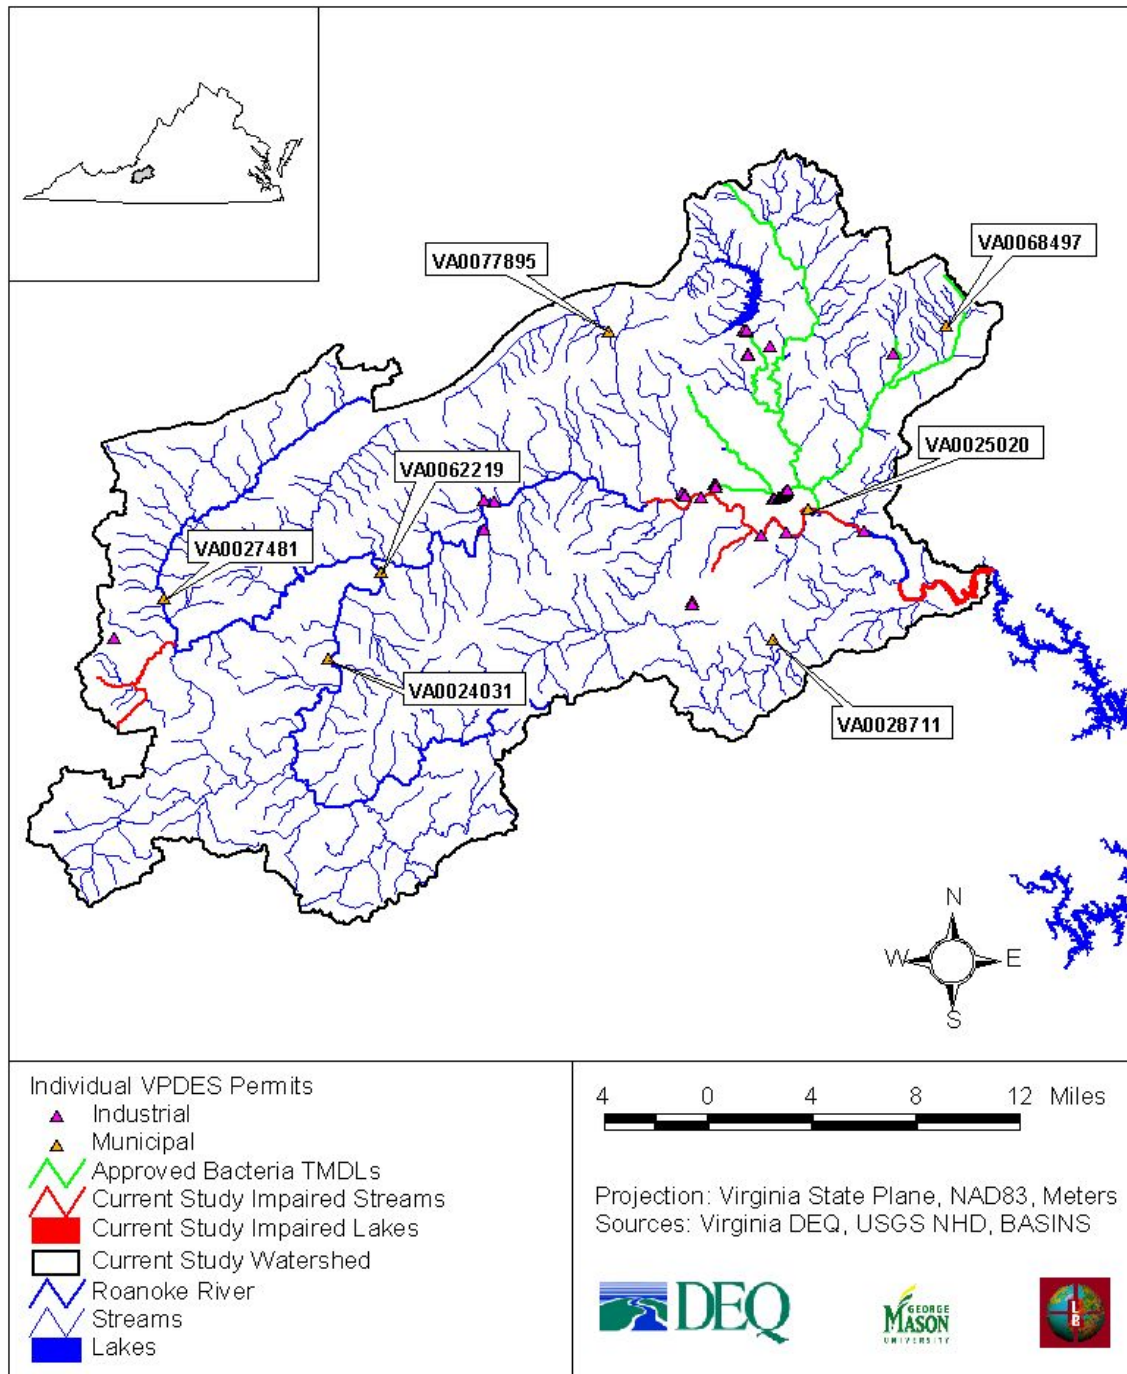 VA0068497
VA0077895
VA0025020
VA0062219
VA0027481
VA0024031
VA0028711
N
W E
S
Individual VPDES Permits
Industrial
Municipal
Approved Bacteria TMDLs
Current Study Impaired Streams
Current Study Impaired Lakes
Current Study Watershed
Roanoke River
Streams
Lakes
4 0 4 8 12 Miles
Projection: Virginia State Plane, NAD83, Meters
Sources: Virginia DEQ, USGS NHD, BASINS
DEQ
GEORGE
MASON
UNIVERSITY
L
B